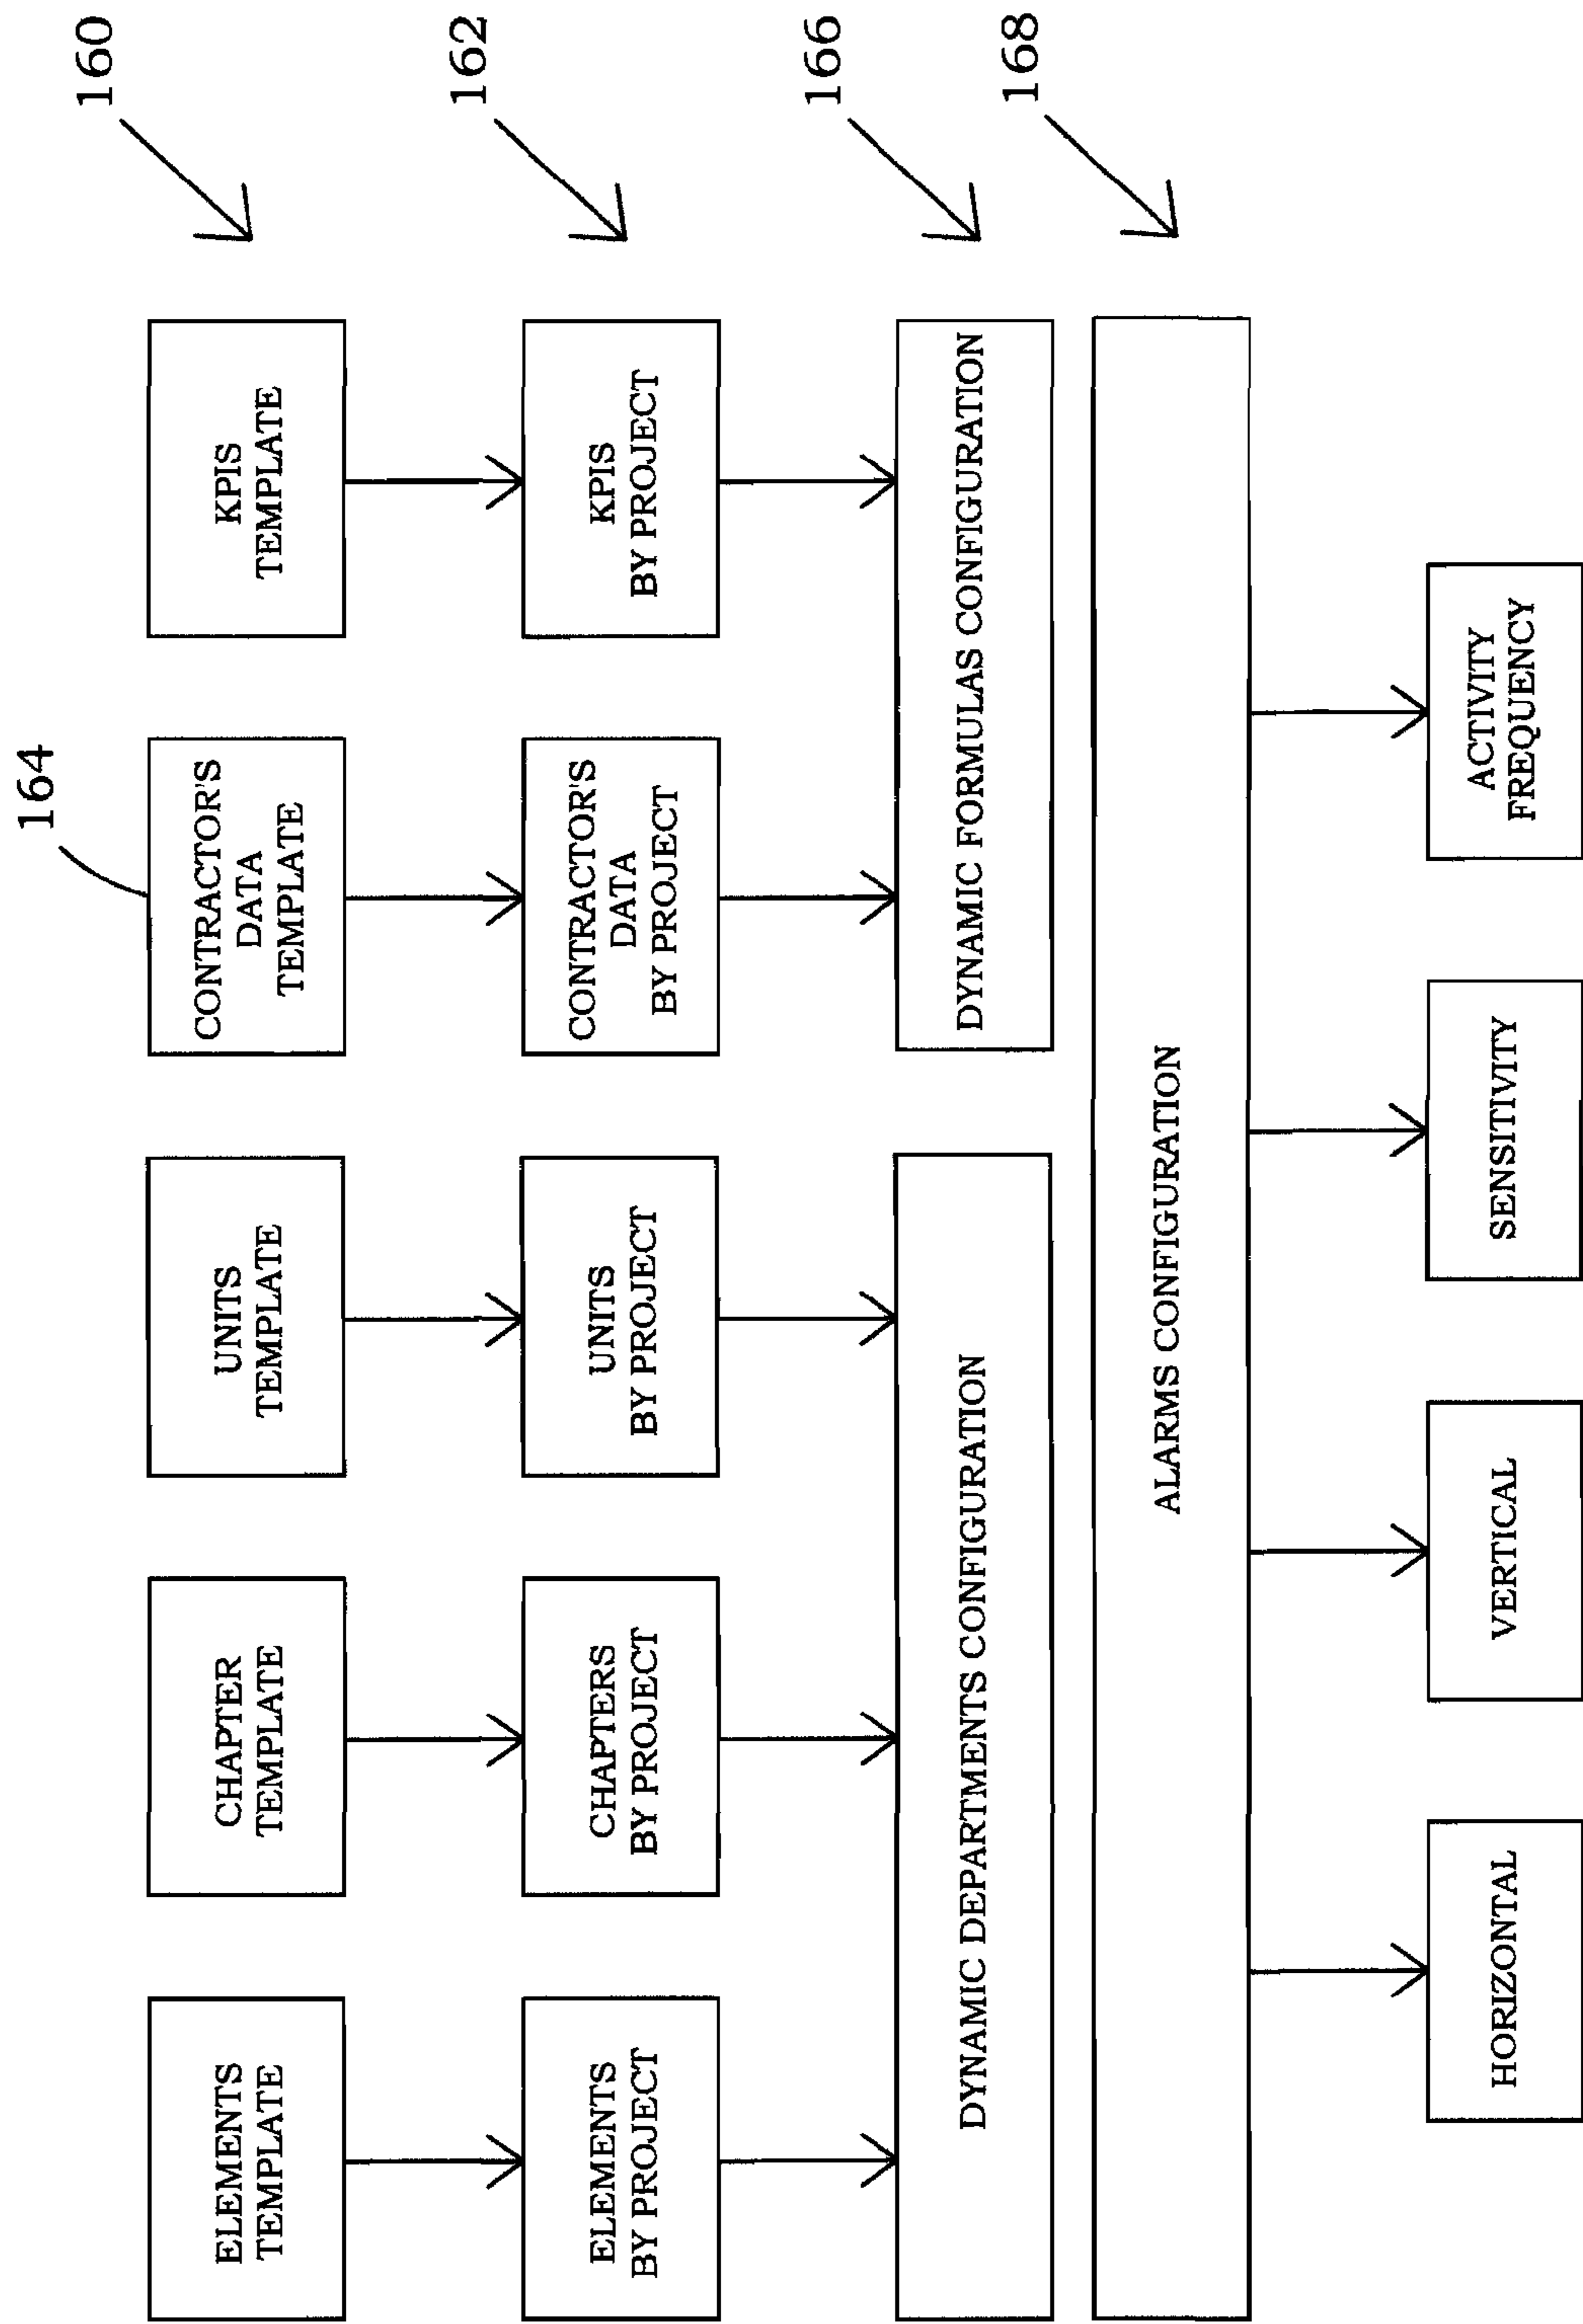 160
162
166
168
164
ELEMENTS
TEMPLATE
CHAPTER
TEMPLATE
UNITS
TEMPLATE
CONTRACTOR'S
DATA
TEMPLATE
KPIS
TEMPLATE
ELEMENTS
BY PROJECT
CHAPTERS
BY PROJECT
UNITS
BY PROJECT
CONTRACTOR'S
DATA
BY PROJECT
KPIS
BY PROJECT
DYNAMIC DEPARTMENTS CONFIGURATION
DYNAMIC FORMULAS CONFIGURATION
ALARMS CONFIGURATION
HORIZONTAL
VERTICAL
SENSITIVITY
ACTIVITY
FREQUENCY